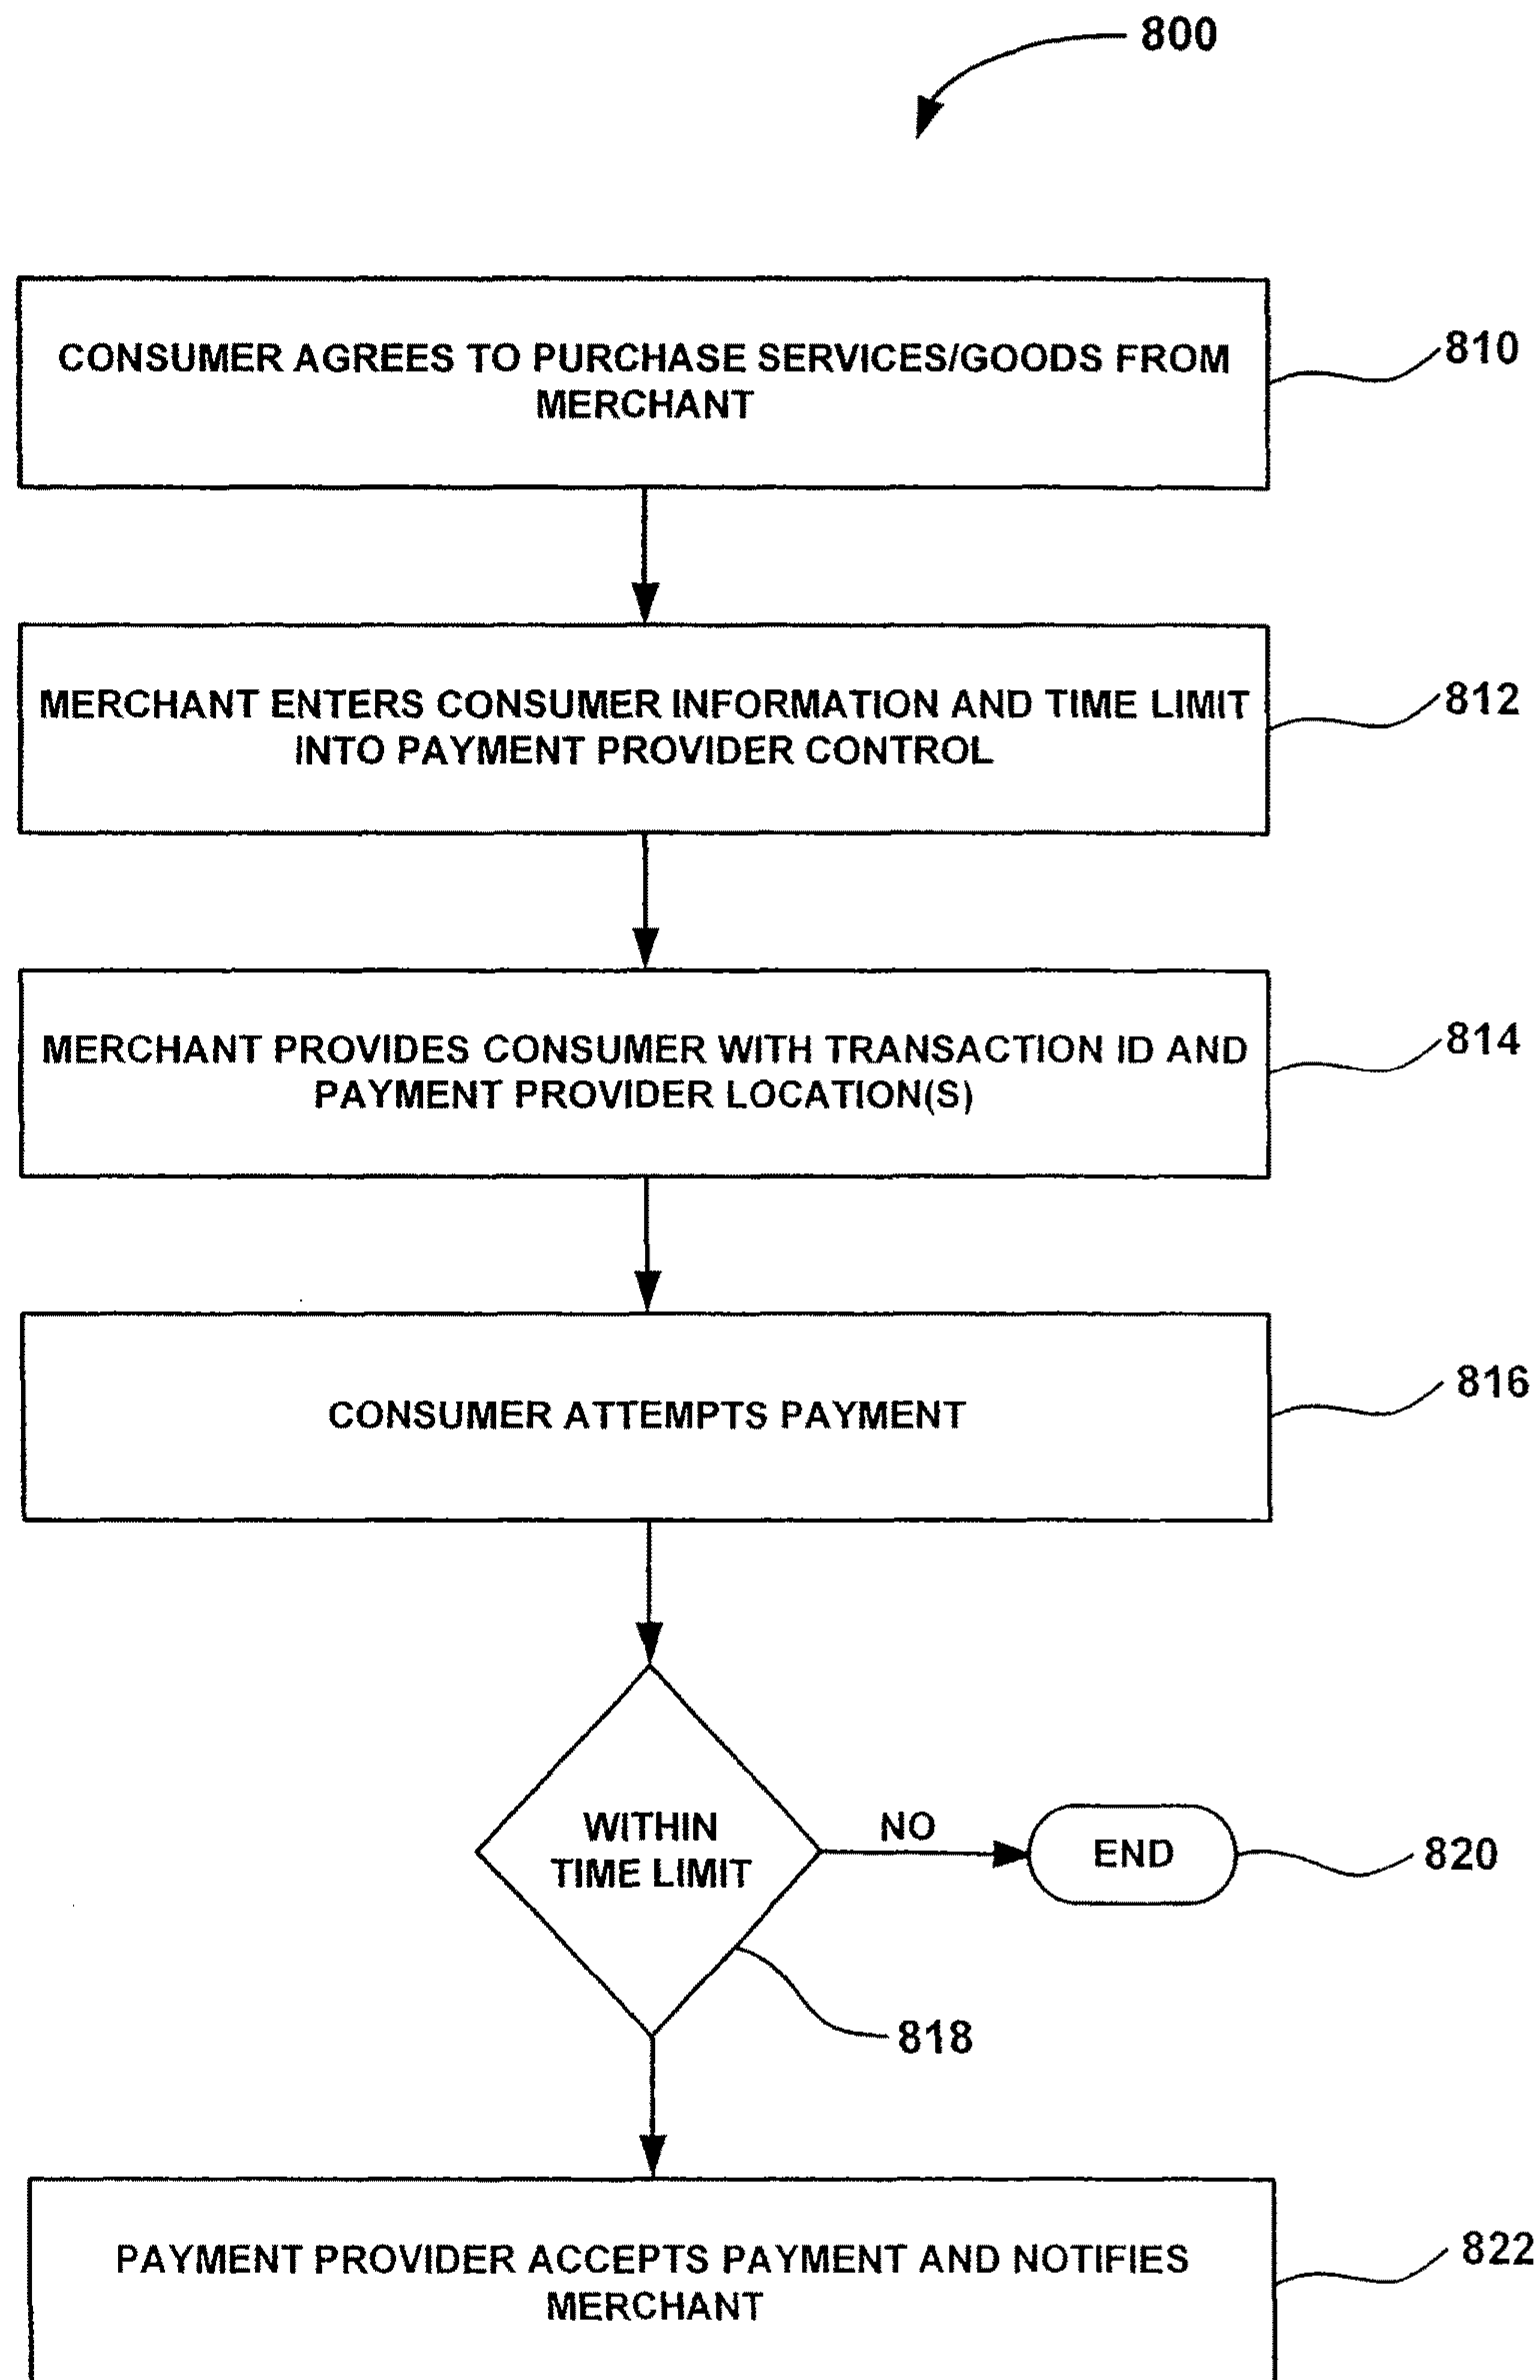 800
CONSUMER AGREES TO PURCHASE SERVICES/GOODS FROM
MERCHANT
810
MERCHANT ENTERS CONSUMER INFORMATION AND TIME LIMIT
INTO PAYMENT PROVIDER CONTROL
812
MERCHANT PROVIDES CONSUMER WITH TRANSACTION ID AND
PAYMENT PROVIDER LOCATION(S)
814
CONSUMER ATTEMPTS PAYMENT
816
WITHIN
TIME LIMIT
NO
END
820
818
PAYMENT PROVIDER ACCEPTS PAYMENT AND NOTIFIES
MERCHANT
822